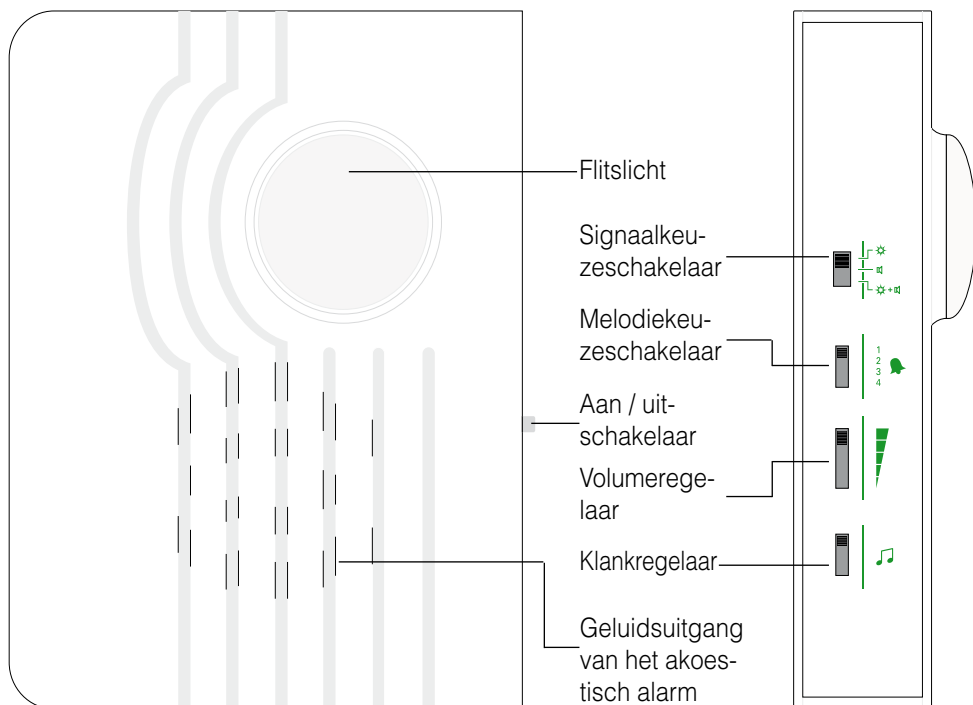 Flitslicht
Signaalkeu-
zeschakelaar
Melodiekeu-
zeschakelaar
1
2
3
4
Aan / uit-
schakelaar
Volumerege-
laar
Klankregelaar
Geluidsuitgang
van het akoes-
tisch alarm